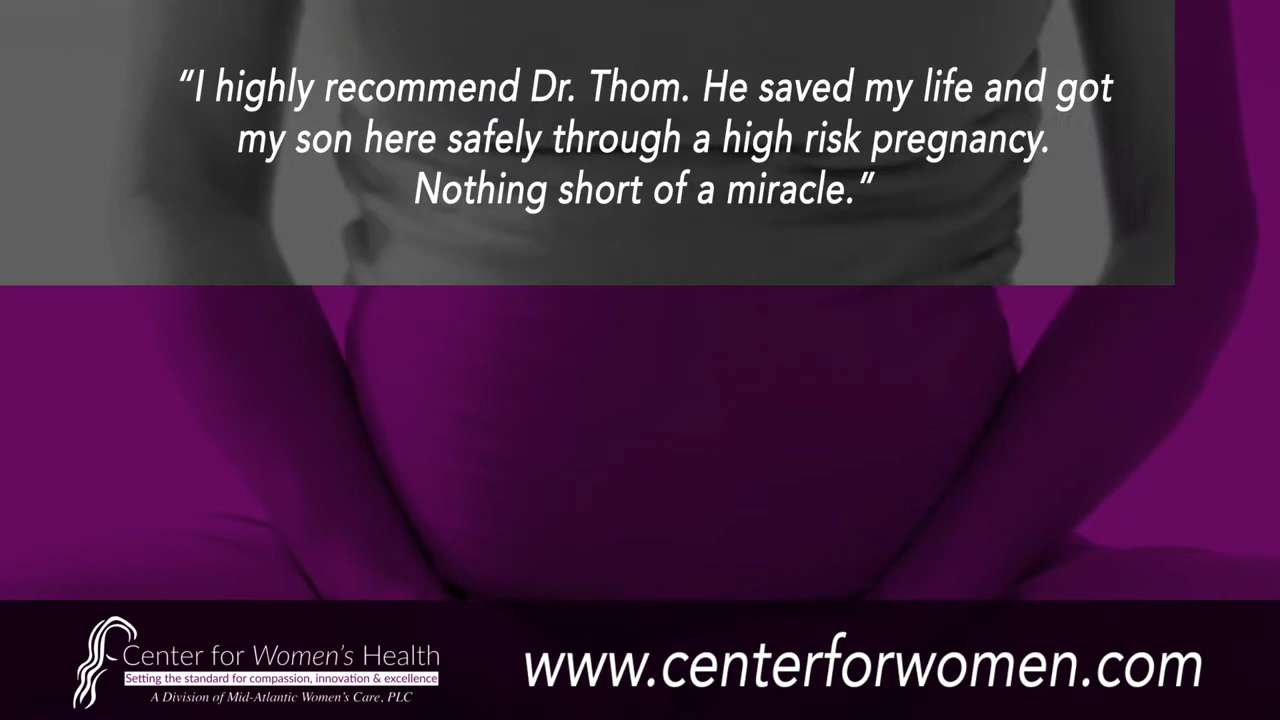 “I highly recommend Dr. Thom. He saved my life and got
my son here safely through a high risk pregnancy.
Nothing short of a miracle.”
Center for Women’s Health
Setting the standard for compassion, innovation & excellence
A Division of Mid-Atlantic Women’s Care, PLC
www.centerforwomen.com